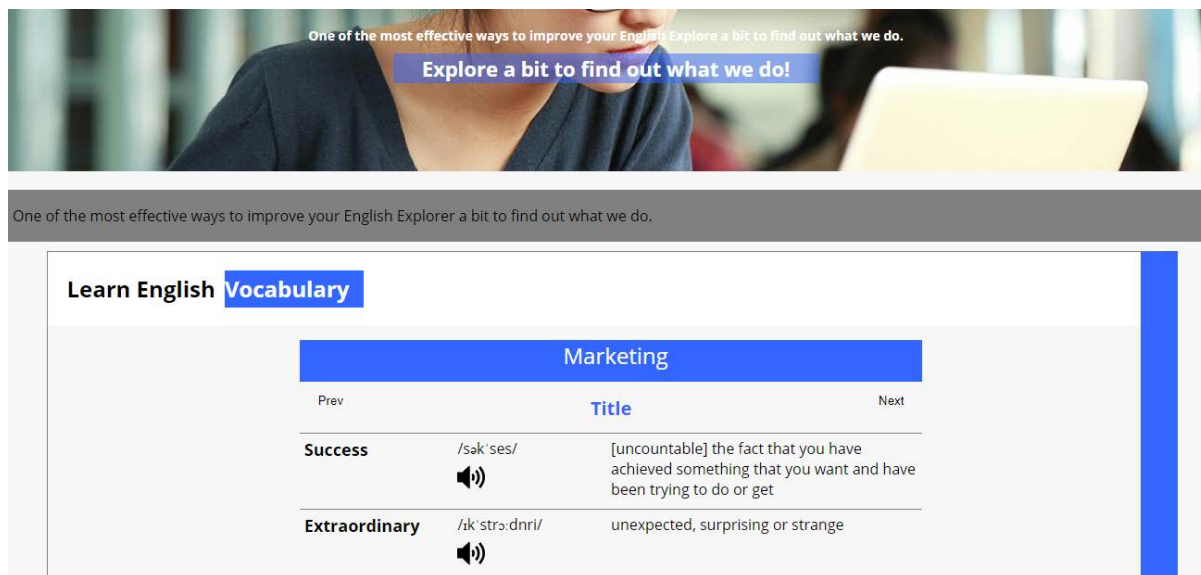 One of the most effective ways to improve your English Explore a bit to find out what we do.
Explore a bit to find out what we do!
One of the most effective ways to improve your English Explorer a bit to find out what we do.
Learn English Vocabulary
Marketing
Prev Title Next
Success /səkˈses/ [uncountable] the fact that you have
achieved something that you want and have
been trying to do or get
Extraordinary /ɪkˈstrɔːdnri/ unexpected, surprising or strange